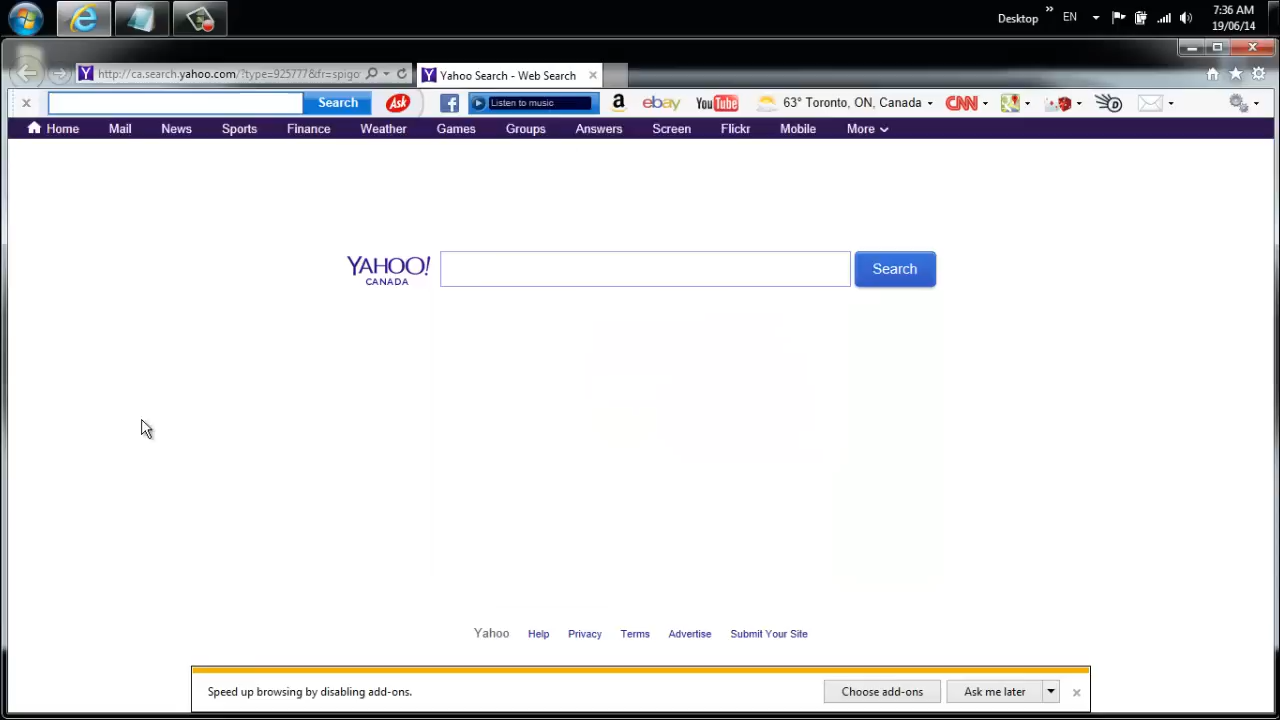 7:36 AM
Desktop » EN
19/06/14
http://ca.search.yahoo.com/?type=925777&fr=spigo
Yahoo Search - Web Search
Search Ask Listen to music a ebay YouTube 63° Toronto, ON, Canada CNN
Home Mail News Sports Finance Weather Games Groups Answers Screen Flickr Mobile More
YAHOO! Search
CANADA
Yahoo Help Privacy Terms Advertise Submit Your Site
Speed up browsing by disabling add-ons. Choose add-ons Ask me later